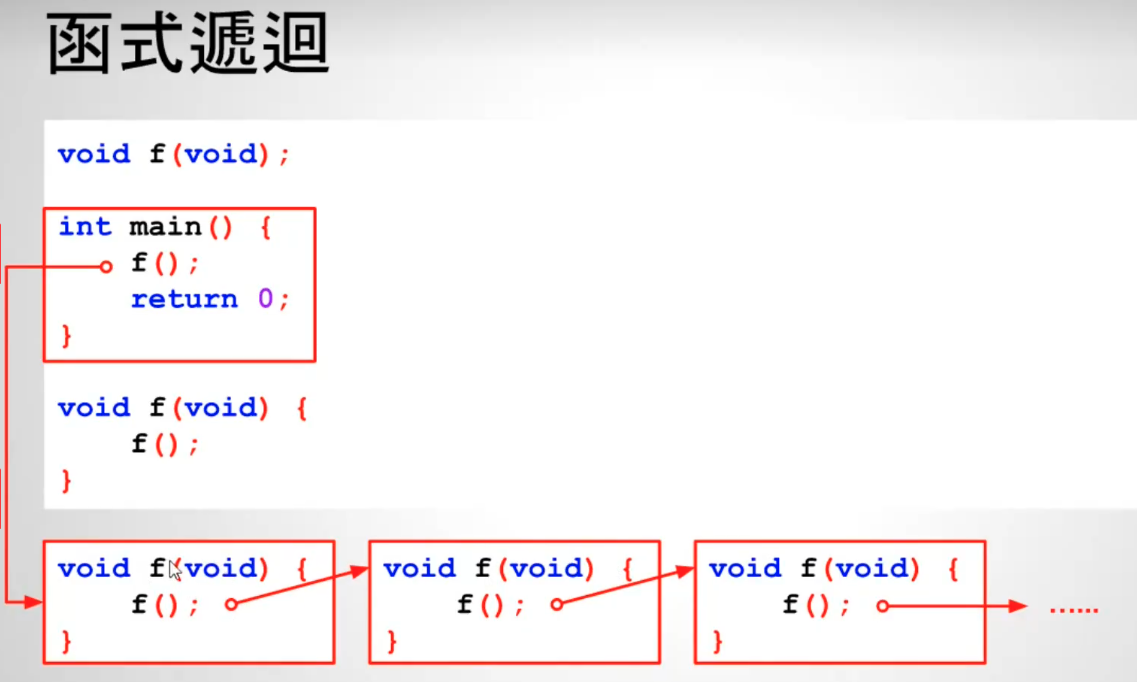 函式遞迴
void f(void);
int main() {
f();
return 0;
}
void f(void) {
f();
}
void f(void) {
f();
}
void f(void) {
f();
}
void f(void) {
f();
}
......